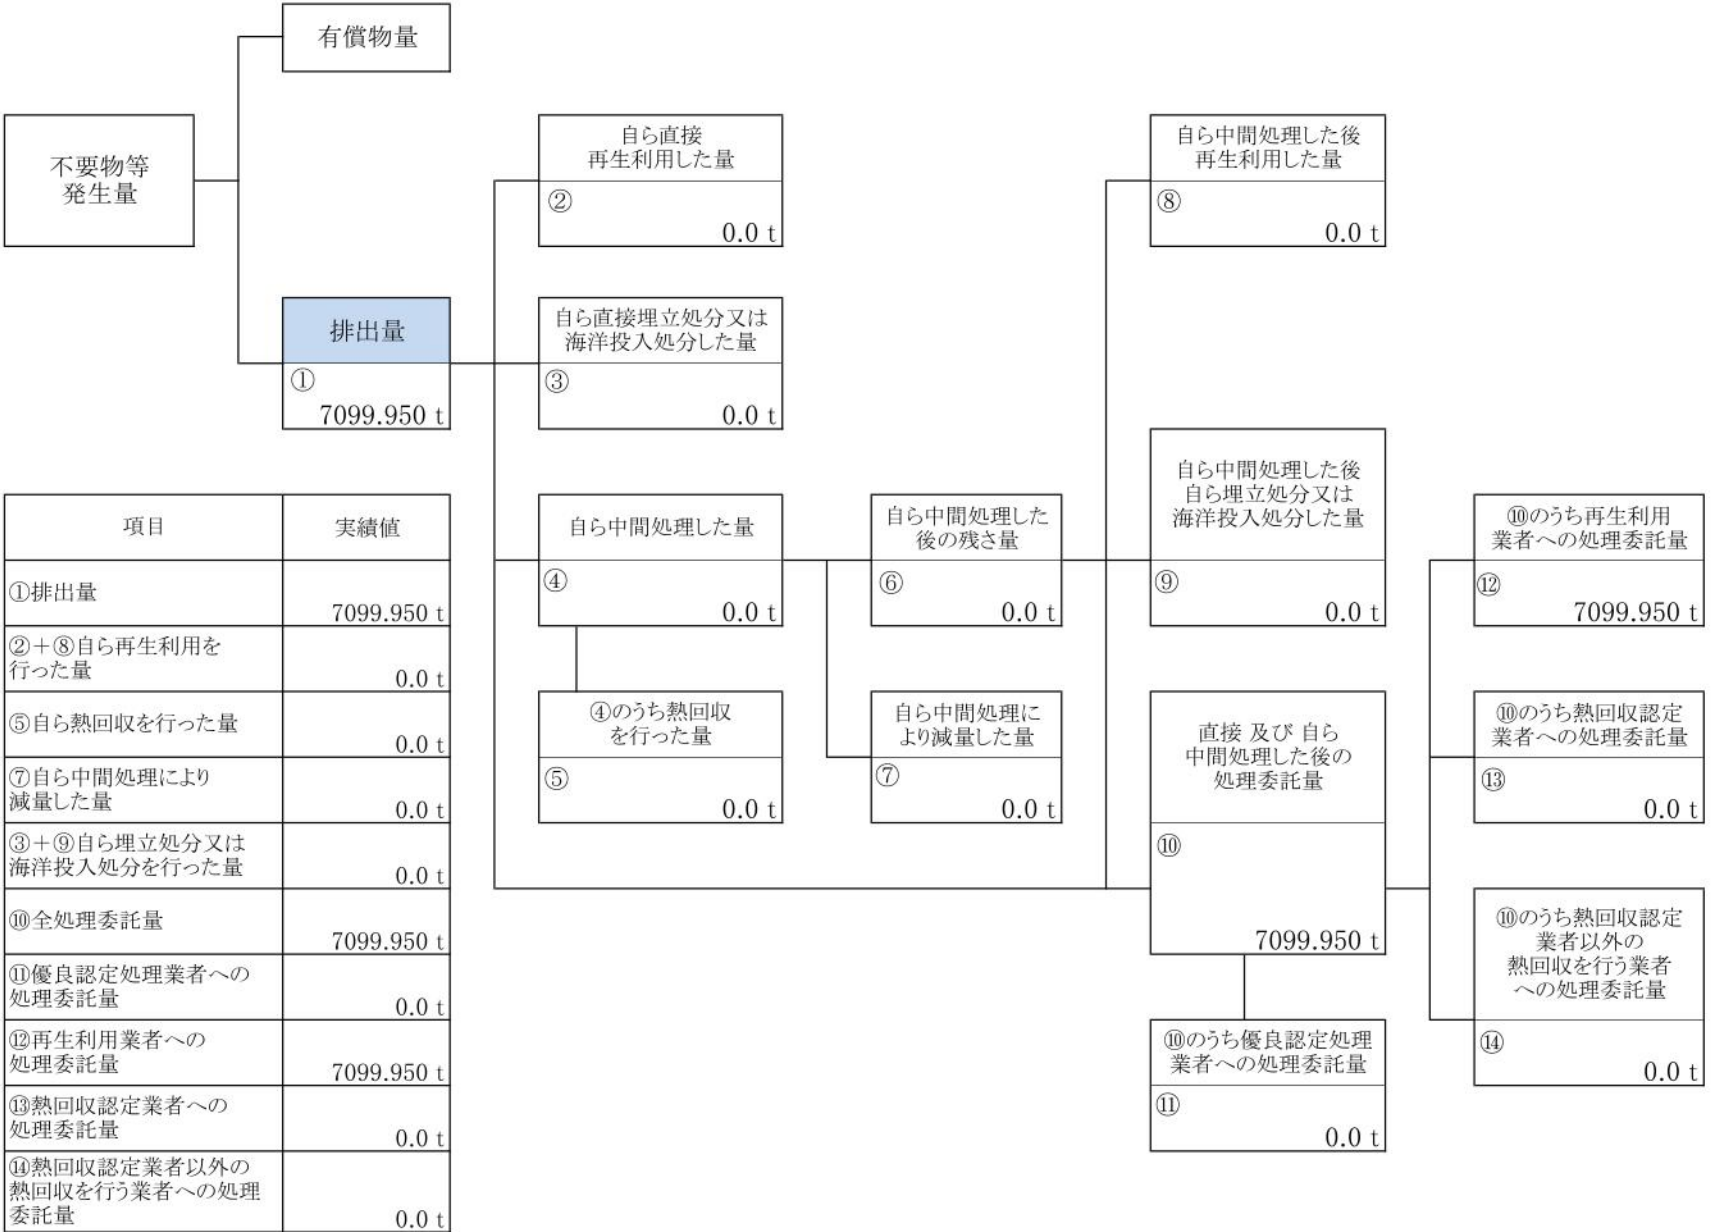 有償物量
不要物等
発生量
自ら直接
再生利用した量
②
0.0 t
自ら中間処理した後
再生利用した量
⑧
0.0 t
排出量
①
7099.950 t
自ら直接埋立処分又は
海洋投入処分した量
③
0.0 t
自ら中間処理した量
④
0.0 t
自ら中間処理した
後の残さ量
⑥
0.0 t
自ら中間処理した後
自ら埋立処分又は
海洋投入処分した量
⑨
0.0 t
⑩のうち再生利用
業者への処理委託量
⑫
7099.950 t
④のうち熱回収
を行った量
⑤
0.0 t
自ら中間処理に
より減量した量
⑦
0.0 t
直接 及び 自ら
中間処理した後の
処理委託量
⑩
7099.950 t
⑩のうち熱回収認定
業者への処理委託量
⑬
0.0 t
⑩のうち熱回収認定
業者以外の
熱回収を行う業者
への処理委託量
⑭
0.0 t
⑩のうち優良認定処理
業者への処理委託量
⑪
0.0 t
項目 実績値
①排出量
7099.950 t
②＋⑧自ら再生利用を
行った量
0.0 t
⑤自ら熱回収を行った量
0.0 t
⑦自ら中間処理により
減量した量
0.0 t
③＋⑨自ら埋立処分又は
海洋投入処分を行った量
0.0 t
⑩全処理委託量
7099.950 t
⑪優良認定処理業者への
処理委託量
0.0 t
⑫再生利用業者への
処理委託量
7099.950 t
⑬熱回収認定業者への
処理委託量
0.0 t
⑭熱回収認定業者以外の
熱回収を行う業者への処理
委託量
0.0 t